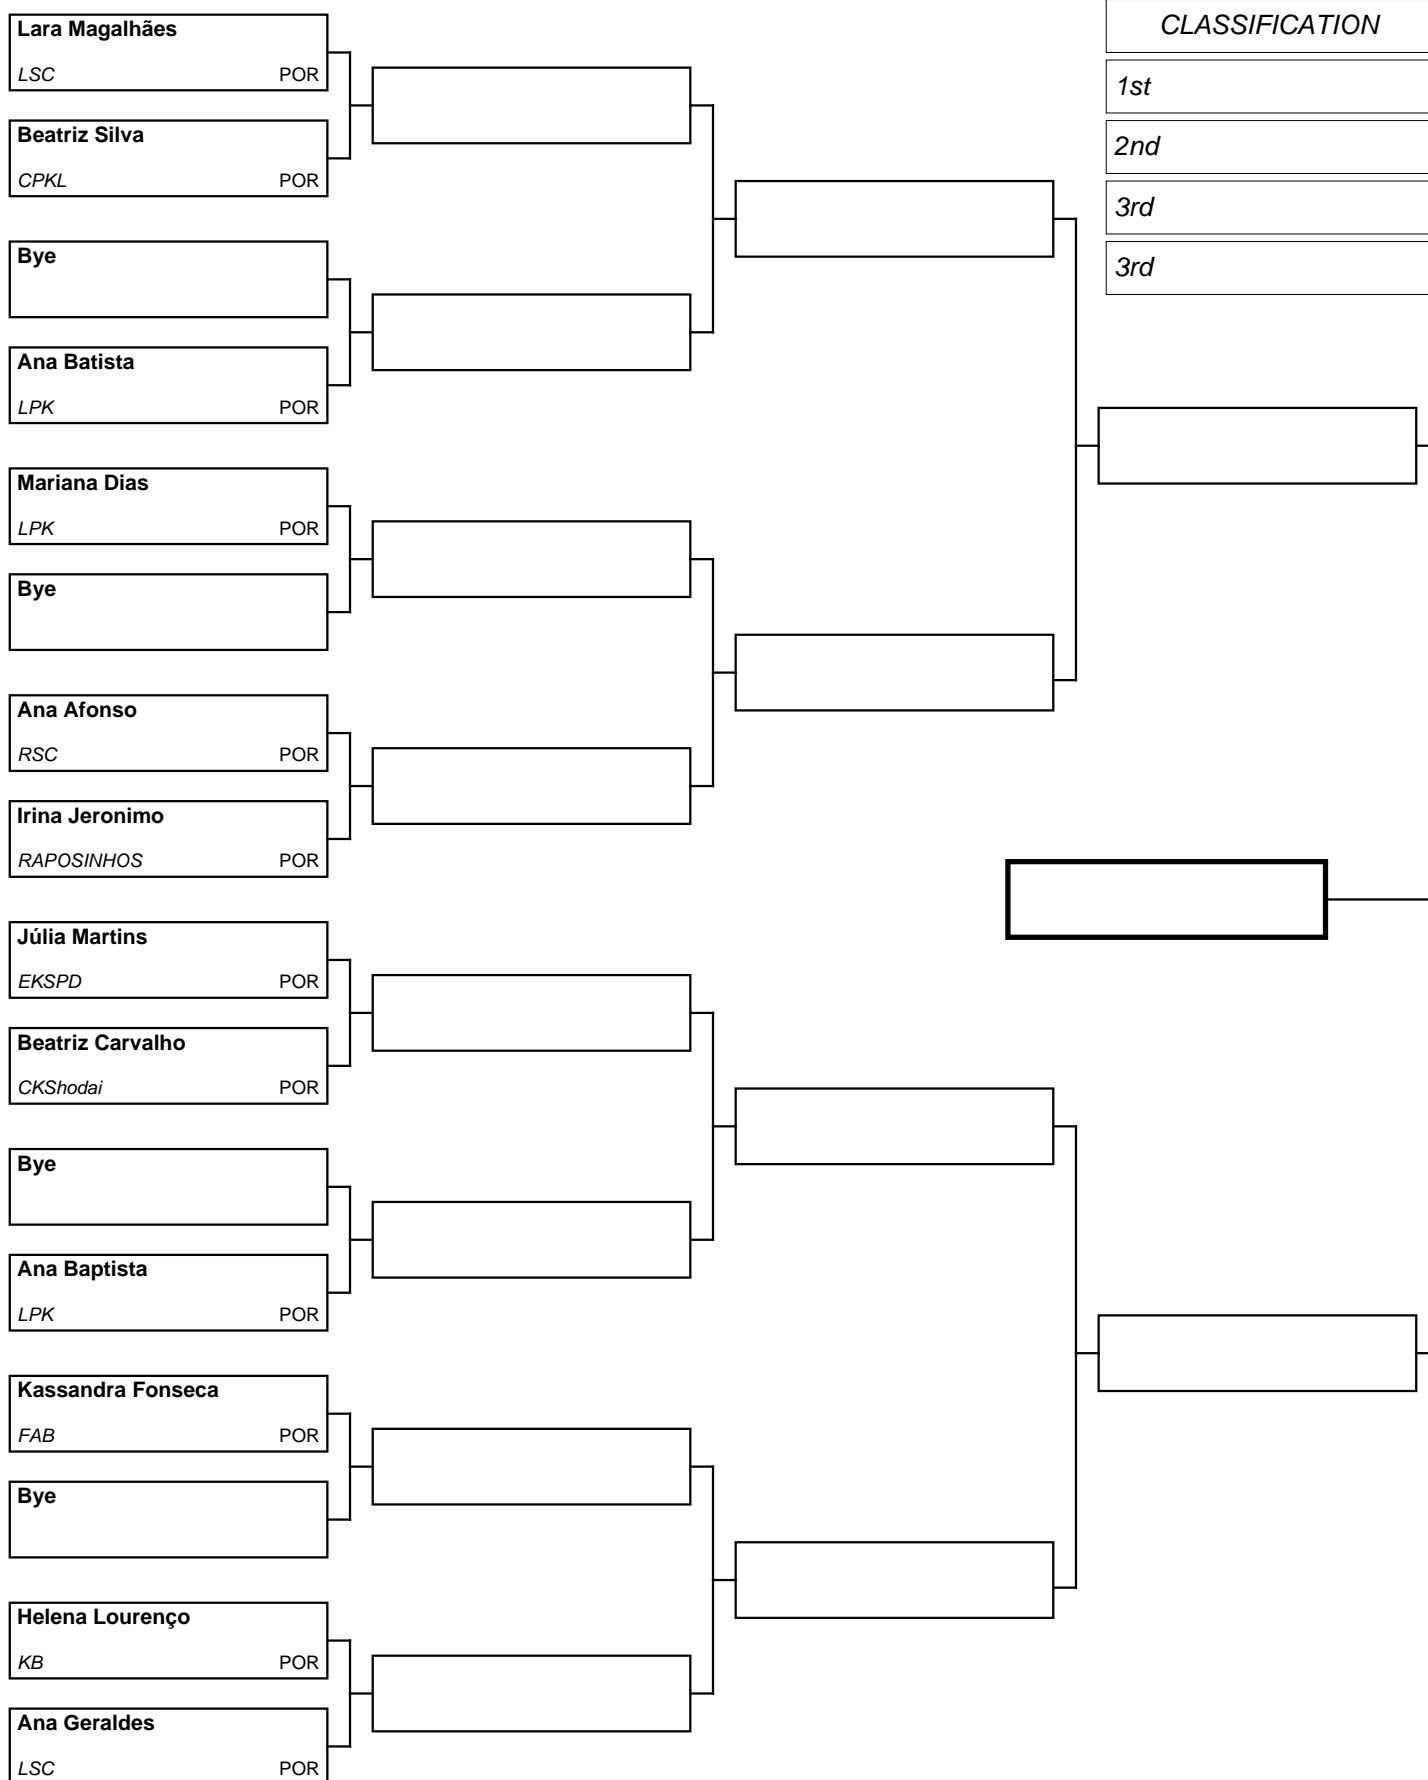 Lara Magalhães
LSC POR
Beatriz Silva
CPKL POR
Bye
Ana Batista
LPK POR
Mariana Dias
LPK POR
Bye
Ana Afonso
RSC POR
Irina Jeronimo
RAPOSINHOS POR
Júlia Martins
EKSPD POR
Beatriz Carvalho
CKShodai POR
Bye
Ana Baptista
LPK POR
Kassandra Fonseca
FAB POR
Bye
Helena Lourenço
KB POR
Ana Geraldes
LSC POR
CLASSIFICATION
1st
2nd
3rd
3rd